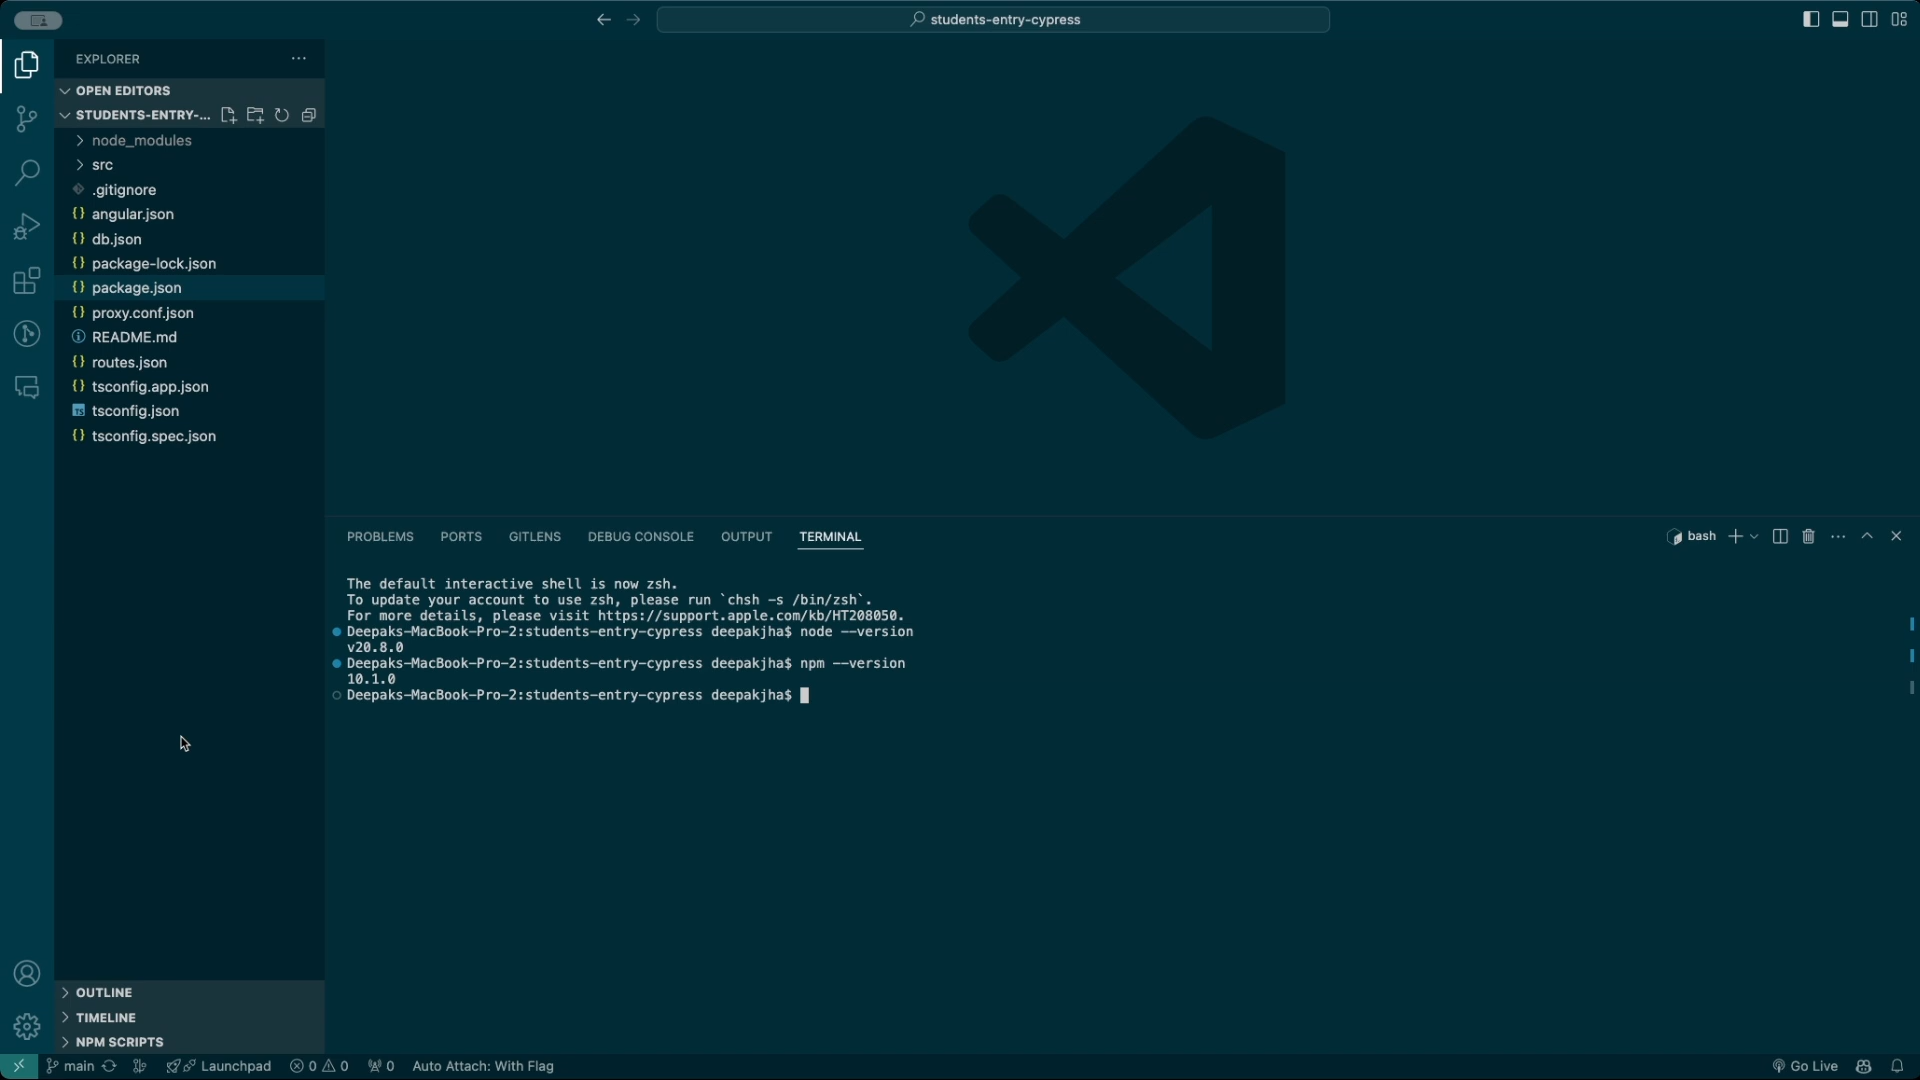 students-entry-cypress
EXPLORER
OPEN EDITORS
STUDENTS-ENTRY-...
node_modules
src
.gitignore
angular.json
db.json
package-lock.json
package.json
proxy.conf.json
README.md
routes.json
tsconfig.app.json
TS tsconfig.json
tsconfig.spec.json
PROBLEMS PORTS GITLENS DEBUG CONSOLE OUTPUT TERMINAL
bash
The default interactive shell is now zsh.
To update your account to use zsh, please run `chsh -s /bin/zsh`.
For more details, please visit https://support.apple.com/kb/HT208050.
Deepaks-MacBook-Pro-2:students-entry-cypress deepakjha$ node --version
v20.8.0
Deepaks-MacBook-Pro-2:students-entry-cypress deepakjha$ npm --version
10.1.0
Deepaks-MacBook-Pro-2:students-entry-cypress deepakjha$
OUTLINE
TIMELINE
NPM SCRIPTS
main Launchpad 0 0 0 Auto Attach: With Flag Go Live